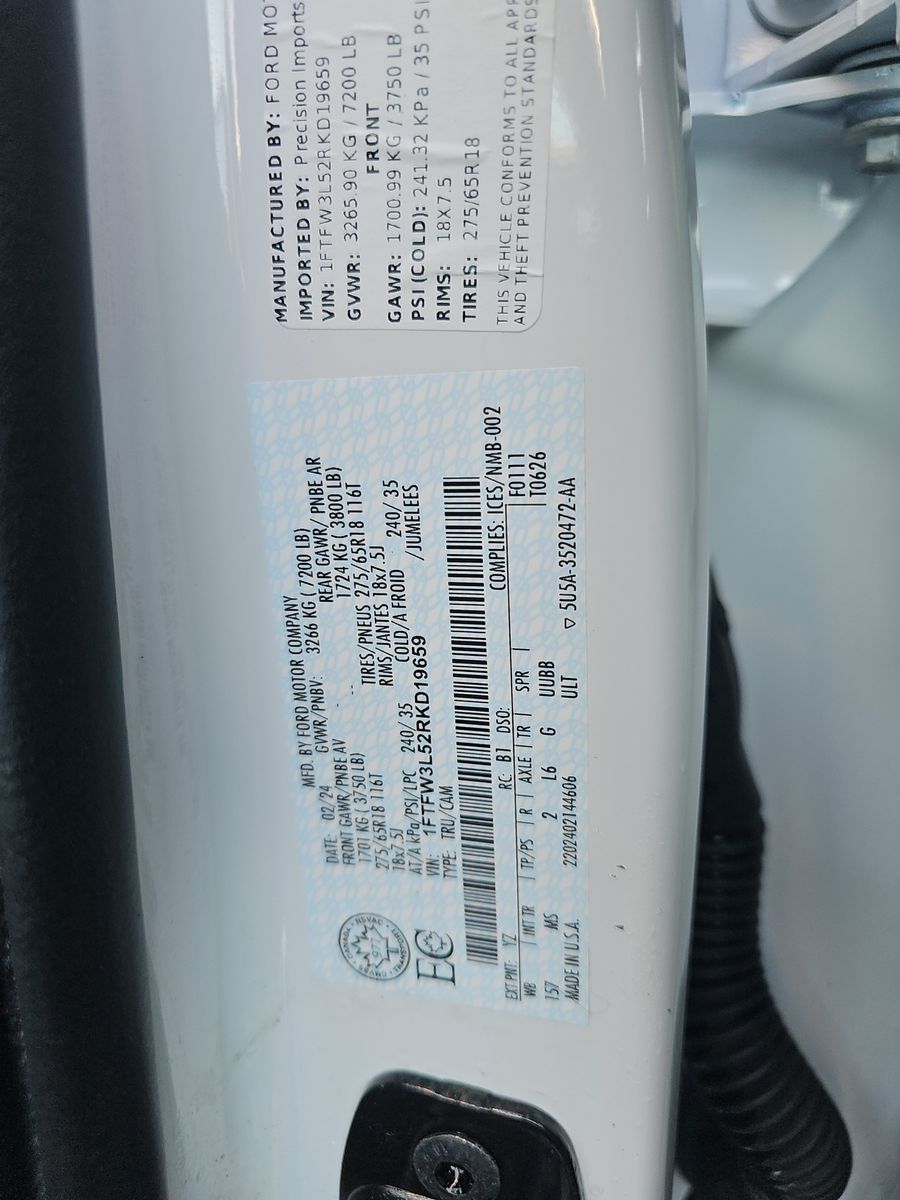 MFD. BY FORD MOTOR COMPANY
DATE: 02/24 GVWR/PNBV: 3266 KG ( 7200 LB)
FRONT GAWR/PNBE AV REAR GAWR/ PNBE AR
1701 KG ( 3750 LB) -- 1724 KG ( 3800 LB)
275/65R18 116T TIRES/PNEUS 275/65R18 116T
18x7.5J RIMS/JANTES 18x7.5J
AT/A kPa/PSI/LPC 240/ 35 COLD/A FROID 240/ 35
VIN: 1FTFW3L52RKD19659 /JUMELEES
TYPE: TRU/CAM
CANADA
NSVAC
TRANSPORT
977
EC
COMPLIES: ICES/NMB-002
EXT PNT: YZ RC: B1 DSO: F0111
WB | INT TR | TP/PS | R | AXLE | TR | SPR | T0626
157 MS 2 L6 G UUBB
MADE IN U.S.A. 2202402144606 ULT ▽ 5U5A-3520472-AA
MANUFACTURED BY: FORD MO
IMPORTED BY: Precision Imports
VIN: 1FTFW3L52RKD19659
GVWR: 3265.90 KG / 7200 LB
FRONT
GAWR: 1700.99 KG / 3750 LB
PSI (COLD): 241.32 KPa / 35 PSI
RIMS: 18X7.5
TIRES: 275/65R18
THIS VEHICLE CONFORMS TO ALL APP
AND THEFT PREVENTION STANDARDS